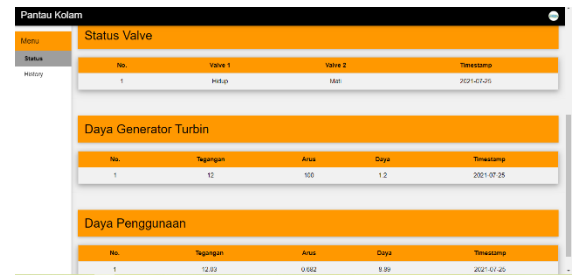 Pantau Kolam
Menu
Status
History
Status Valve
No. Valve 1 Valve 2 Timestamp
1 Hidup Mati 2021-07-25
Daya Generator Turbin
No. Tegangan Arus Daya Timestamp
1 12 100 1.2 2021-07-25
Daya Penggunaan
No. Tegangan Arus Daya Timestamp
1 12.03 0.692 9.99 2021-07-25